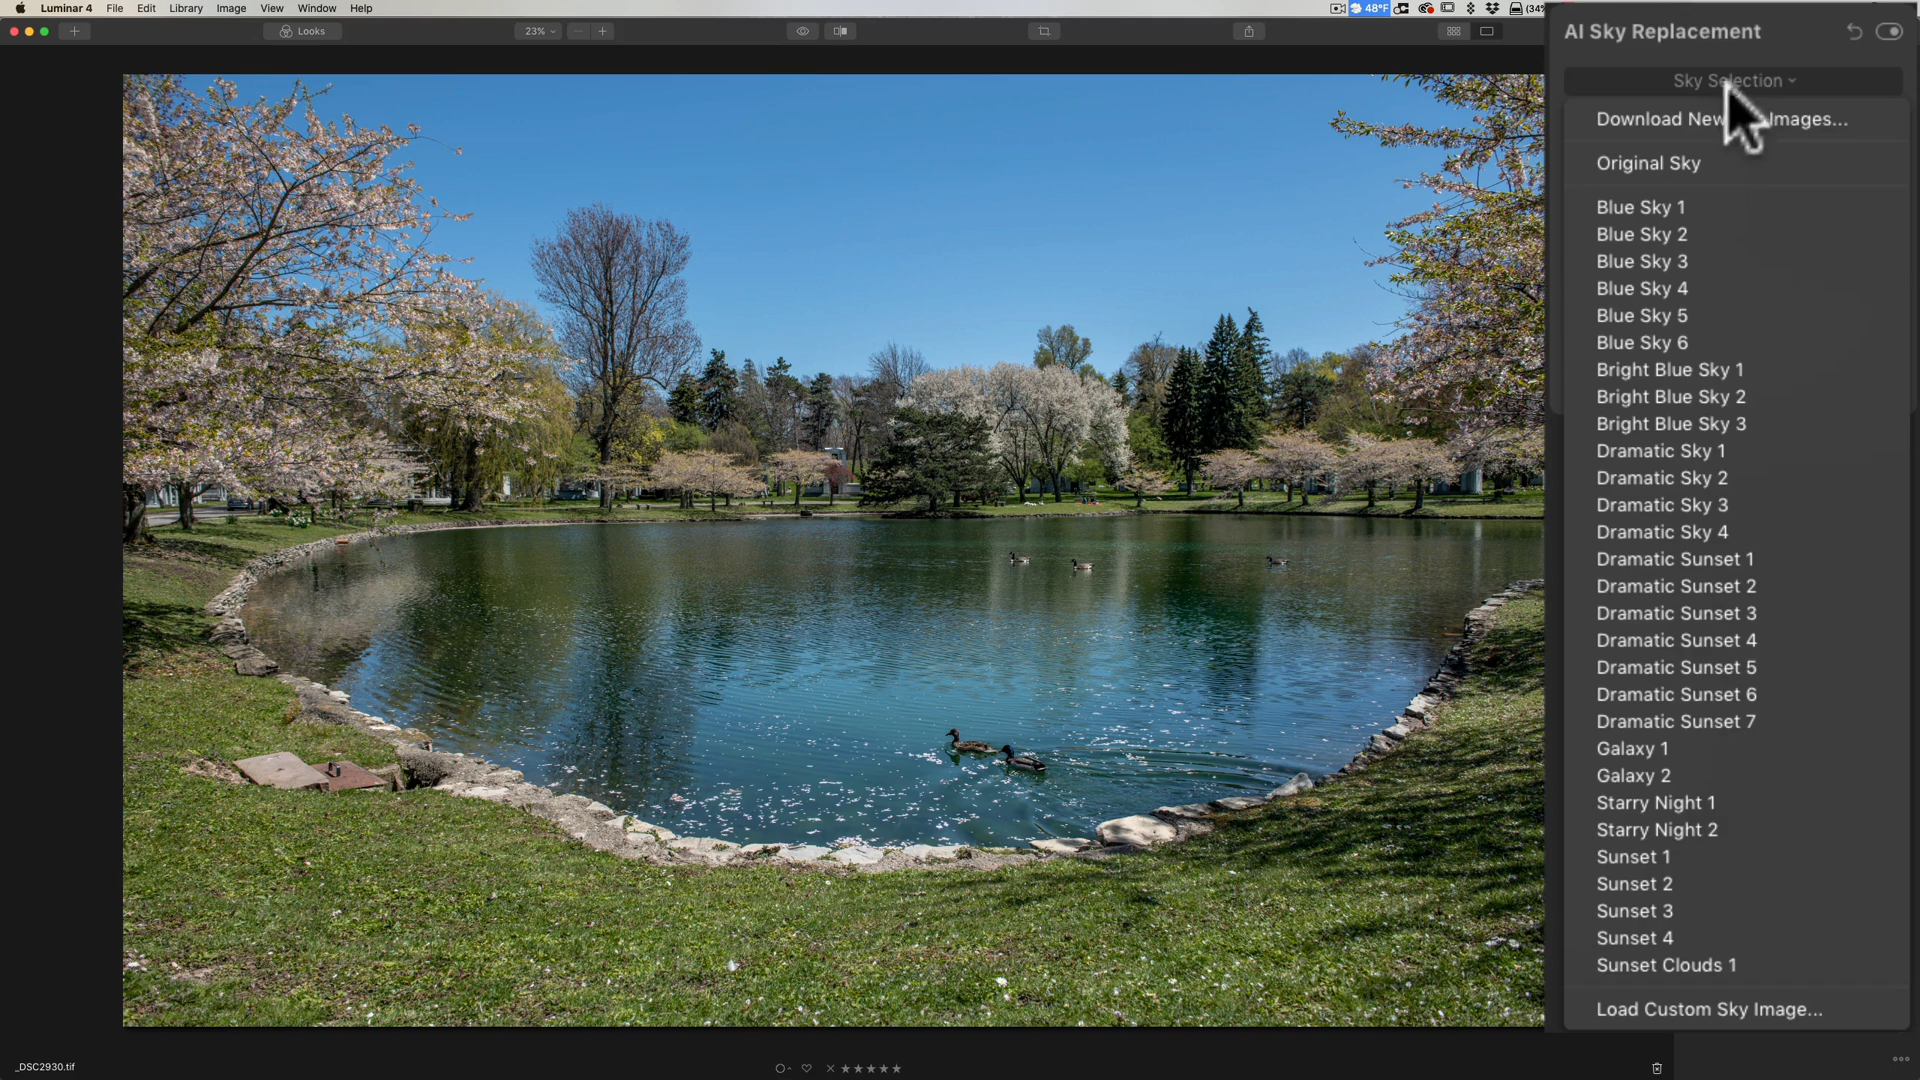 Luminar 4 File Edit Library Image View Window Help
48°F
(34%
Looks
23%
AI Sky Replacement
Sky Selection
Download New Images...
Original Sky
Blue Sky 1
Blue Sky 2
Blue Sky 3
Blue Sky 4
Blue Sky 5
Blue Sky 6
Bright Blue Sky 1
Bright Blue Sky 2
Bright Blue Sky 3
Dramatic Sky 1
Dramatic Sky 2
Dramatic Sky 3
Dramatic Sky 4
Dramatic Sunset 1
Dramatic Sunset 2
Dramatic Sunset 3
Dramatic Sunset 4
Dramatic Sunset 5
Dramatic Sunset 6
Dramatic Sunset 7
Galaxy 1
Galaxy 2
Starry Night 1
Starry Night 2
Sunset 1
Sunset 2
Sunset 3
Sunset 4
Sunset Clouds 1
Load Custom Sky Image...
_DSC2930.tif